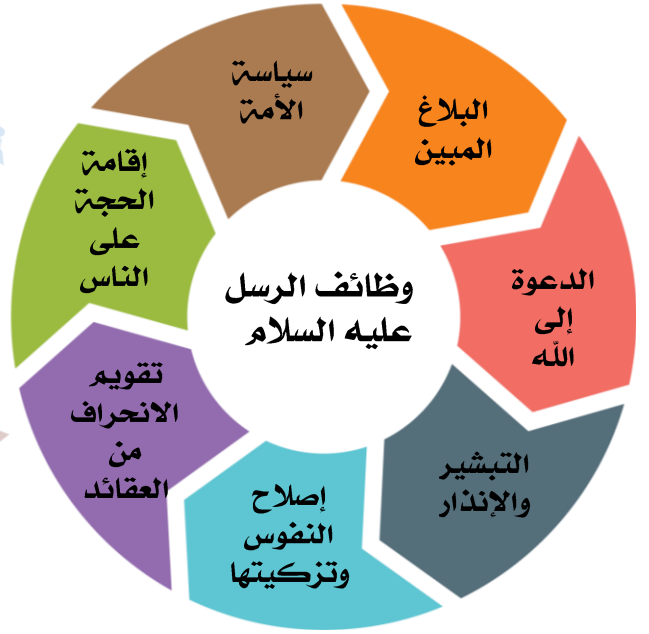 وظائف الرسل
عليه السلام
البلاغ
المبين
الدعوة
إلى
الله
التبشير
والإنذار
إصلاح
النفوس
وتزكيتها
تقويم
الانحراف
من
العقائد
إقامة
الحجة
على
الناس
سياسة
الأمة